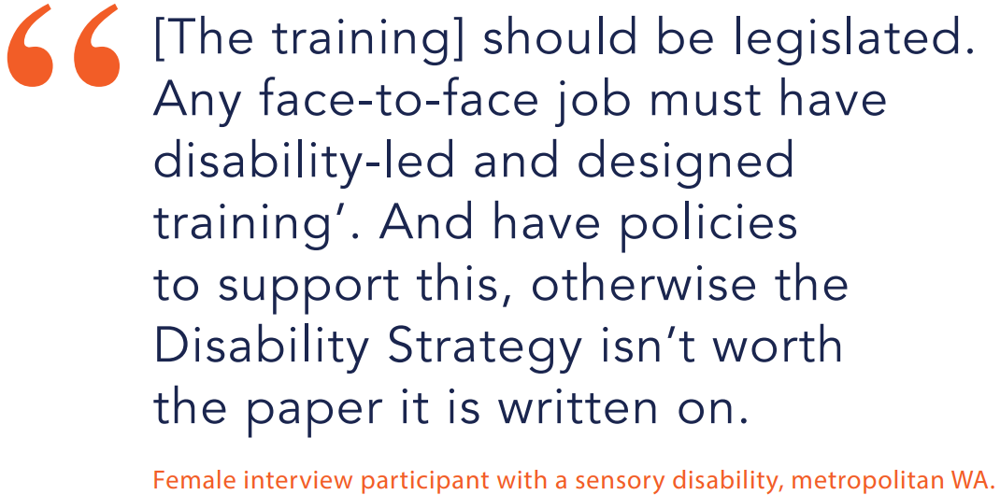 “
[The training] should be legislated.
Any face-to-face job must have
disability-led and designed
training’. And have policies
to support this, otherwise the
Disability Strategy isn’t worth
the paper it is written on.
Female interview participant with a sensory disability, metropolitan WA.